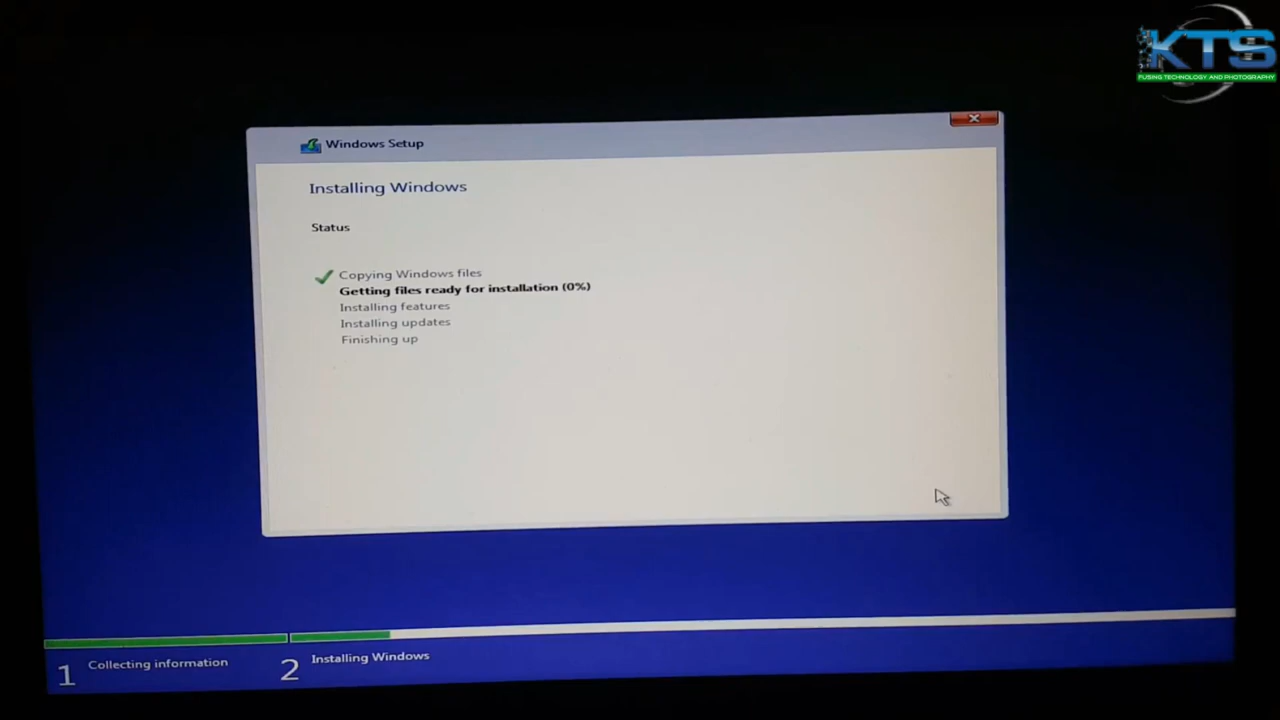 KTS
FUSING TECHNOLOGY AND PHOTOGRAPHY
Windows Setup
Installing Windows
Status
Copying Windows files
Getting files ready for installation (0%)
Installing features
Installing updates
Finishing up
1 Collecting information
2 Installing Windows